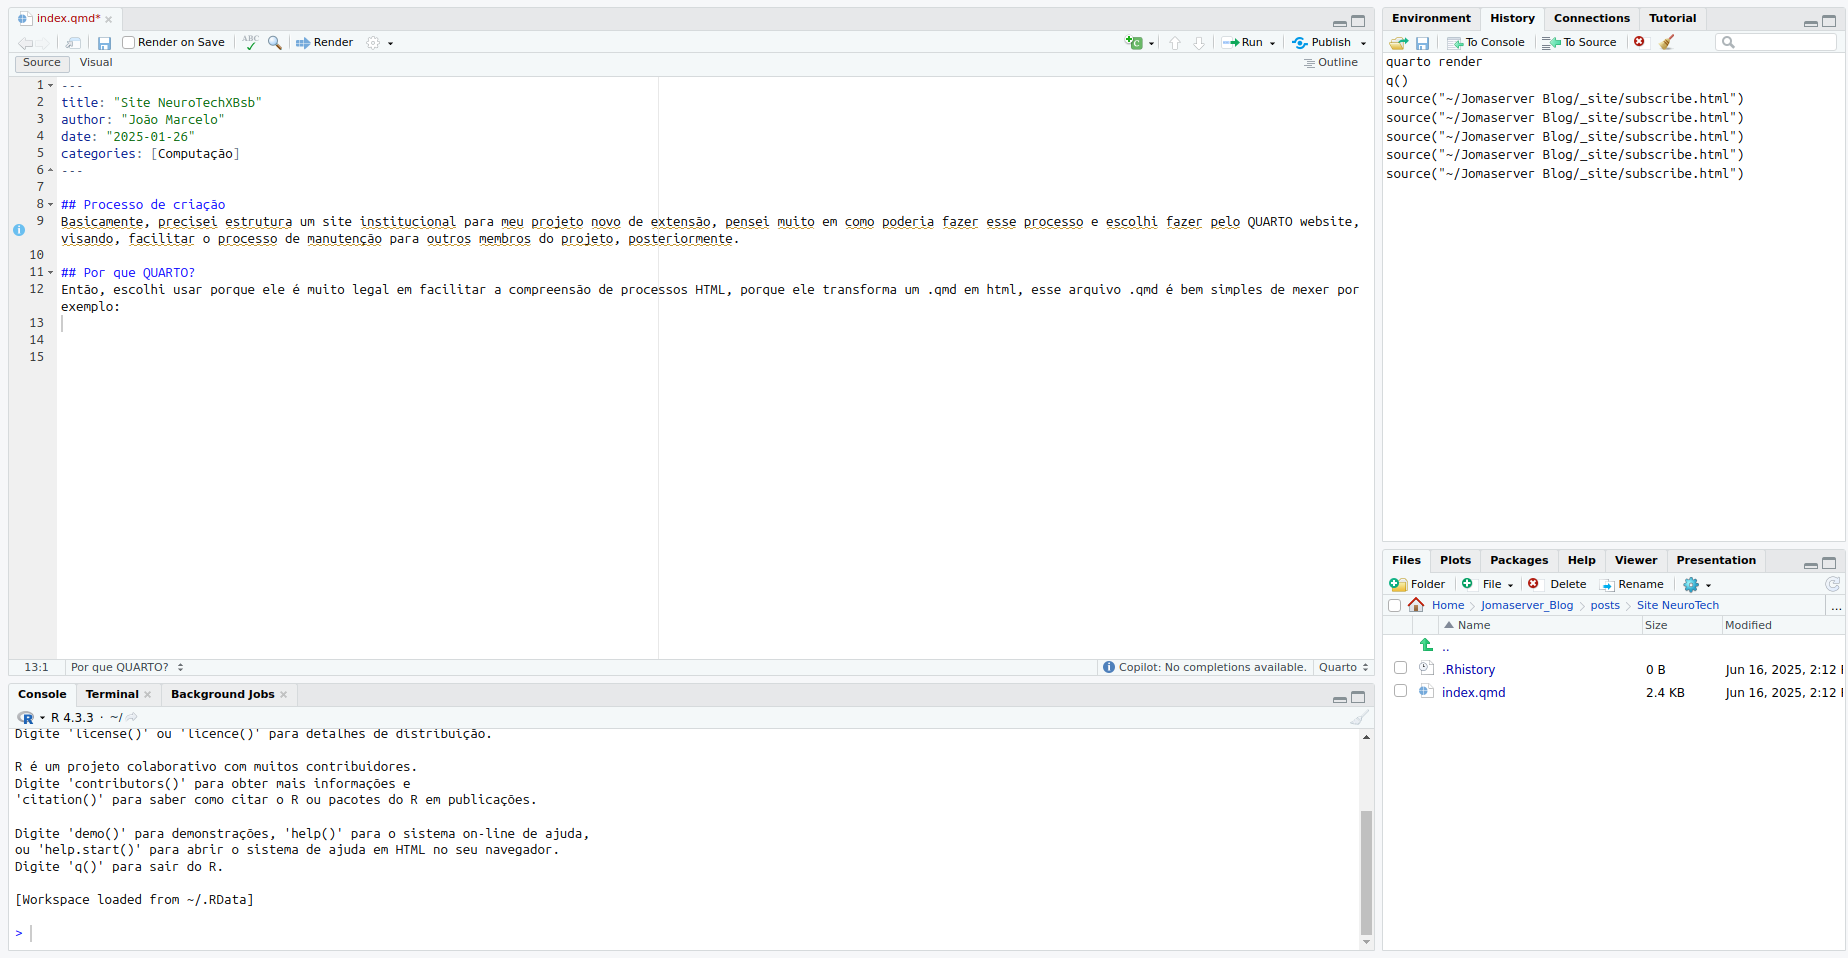 index.qmd*
Render on Save
ABC
Render
Run
Publish
Source
Visual
Outline
1 ---
2 title: "Site NeuroTechXBsb"
3 author: "João Marcelo"
4 date: "2025-01-26"
5 categories: [Computação]
6 ---
7
8 ## Processo de criação
9 Basicamente, precisei estrutura um site institucional para meu projeto novo de extensão, pensei muito em como poderia fazer esse processo e escolhi fazer pelo QUARTO website,
visando, facilitar o processo de manutenção para outros membros do projeto, posteriormente.
10
11 ## Por que QUARTO?
12 Então, escolhi usar porque ele é muito legal em facilitar a compreensão de processos HTML, porque ele transforma um .qmd em html, esse arquivo .qmd é bem simples de mexer por
exemplo:
13
14
15
13:1
Por que QUARTO?
Copilot: No completions available.
Quarto
Console
Terminal
Background Jobs
R 4.3.3 · ~/
Digite 'license()' ou 'licence()' para detalhes de distribuição.
R é um projeto colaborativo com muitos contribuidores.
Digite 'contributors()' para obter mais informações e
'citation()' para saber como citar o R ou pacotes do R em publicações.
Digite 'demo()' para demonstrações, 'help()' para o sistema on-line de ajuda,
ou 'help.start()' para abrir o sistema de ajuda em HTML no seu navegador.
Digite 'q()' para sair do R.
[Workspace loaded from ~/.RData]
>
Environment
History
Connections
Tutorial
To Console
To Source
quarto render
q()
source("~/Jomaserver Blog/_site/subscribe.html")
source("~/Jomaserver Blog/_site/subscribe.html")
source("~/Jomaserver Blog/_site/subscribe.html")
source("~/Jomaserver Blog/_site/subscribe.html")
source("~/Jomaserver Blog/_site/subscribe.html")
Files
Plots
Packages
Help
Viewer
Presentation
Folder
File
Delete
Rename
Home
Jomaserver_Blog
posts
Site NeuroTech
...
Name
Size
Modified
..
.Rhistory 0 B Jun 16, 2025, 2:12
index.qmd 2.4 KB Jun 16, 2025, 2:12